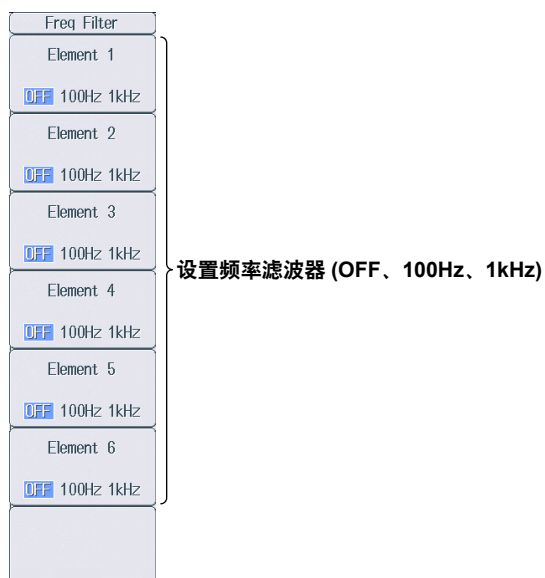 Freq Filter
Element 1
OFF 100Hz 1kHz
Element 2
OFF 100Hz 1kHz
Element 3
OFF 100Hz 1kHz
设置频率滤波器 (OFF、100Hz、1kHz)
Element 4
OFF 100Hz 1kHz
Element 5
OFF 100Hz 1kHz
Element 6
OFF 100Hz 1kHz